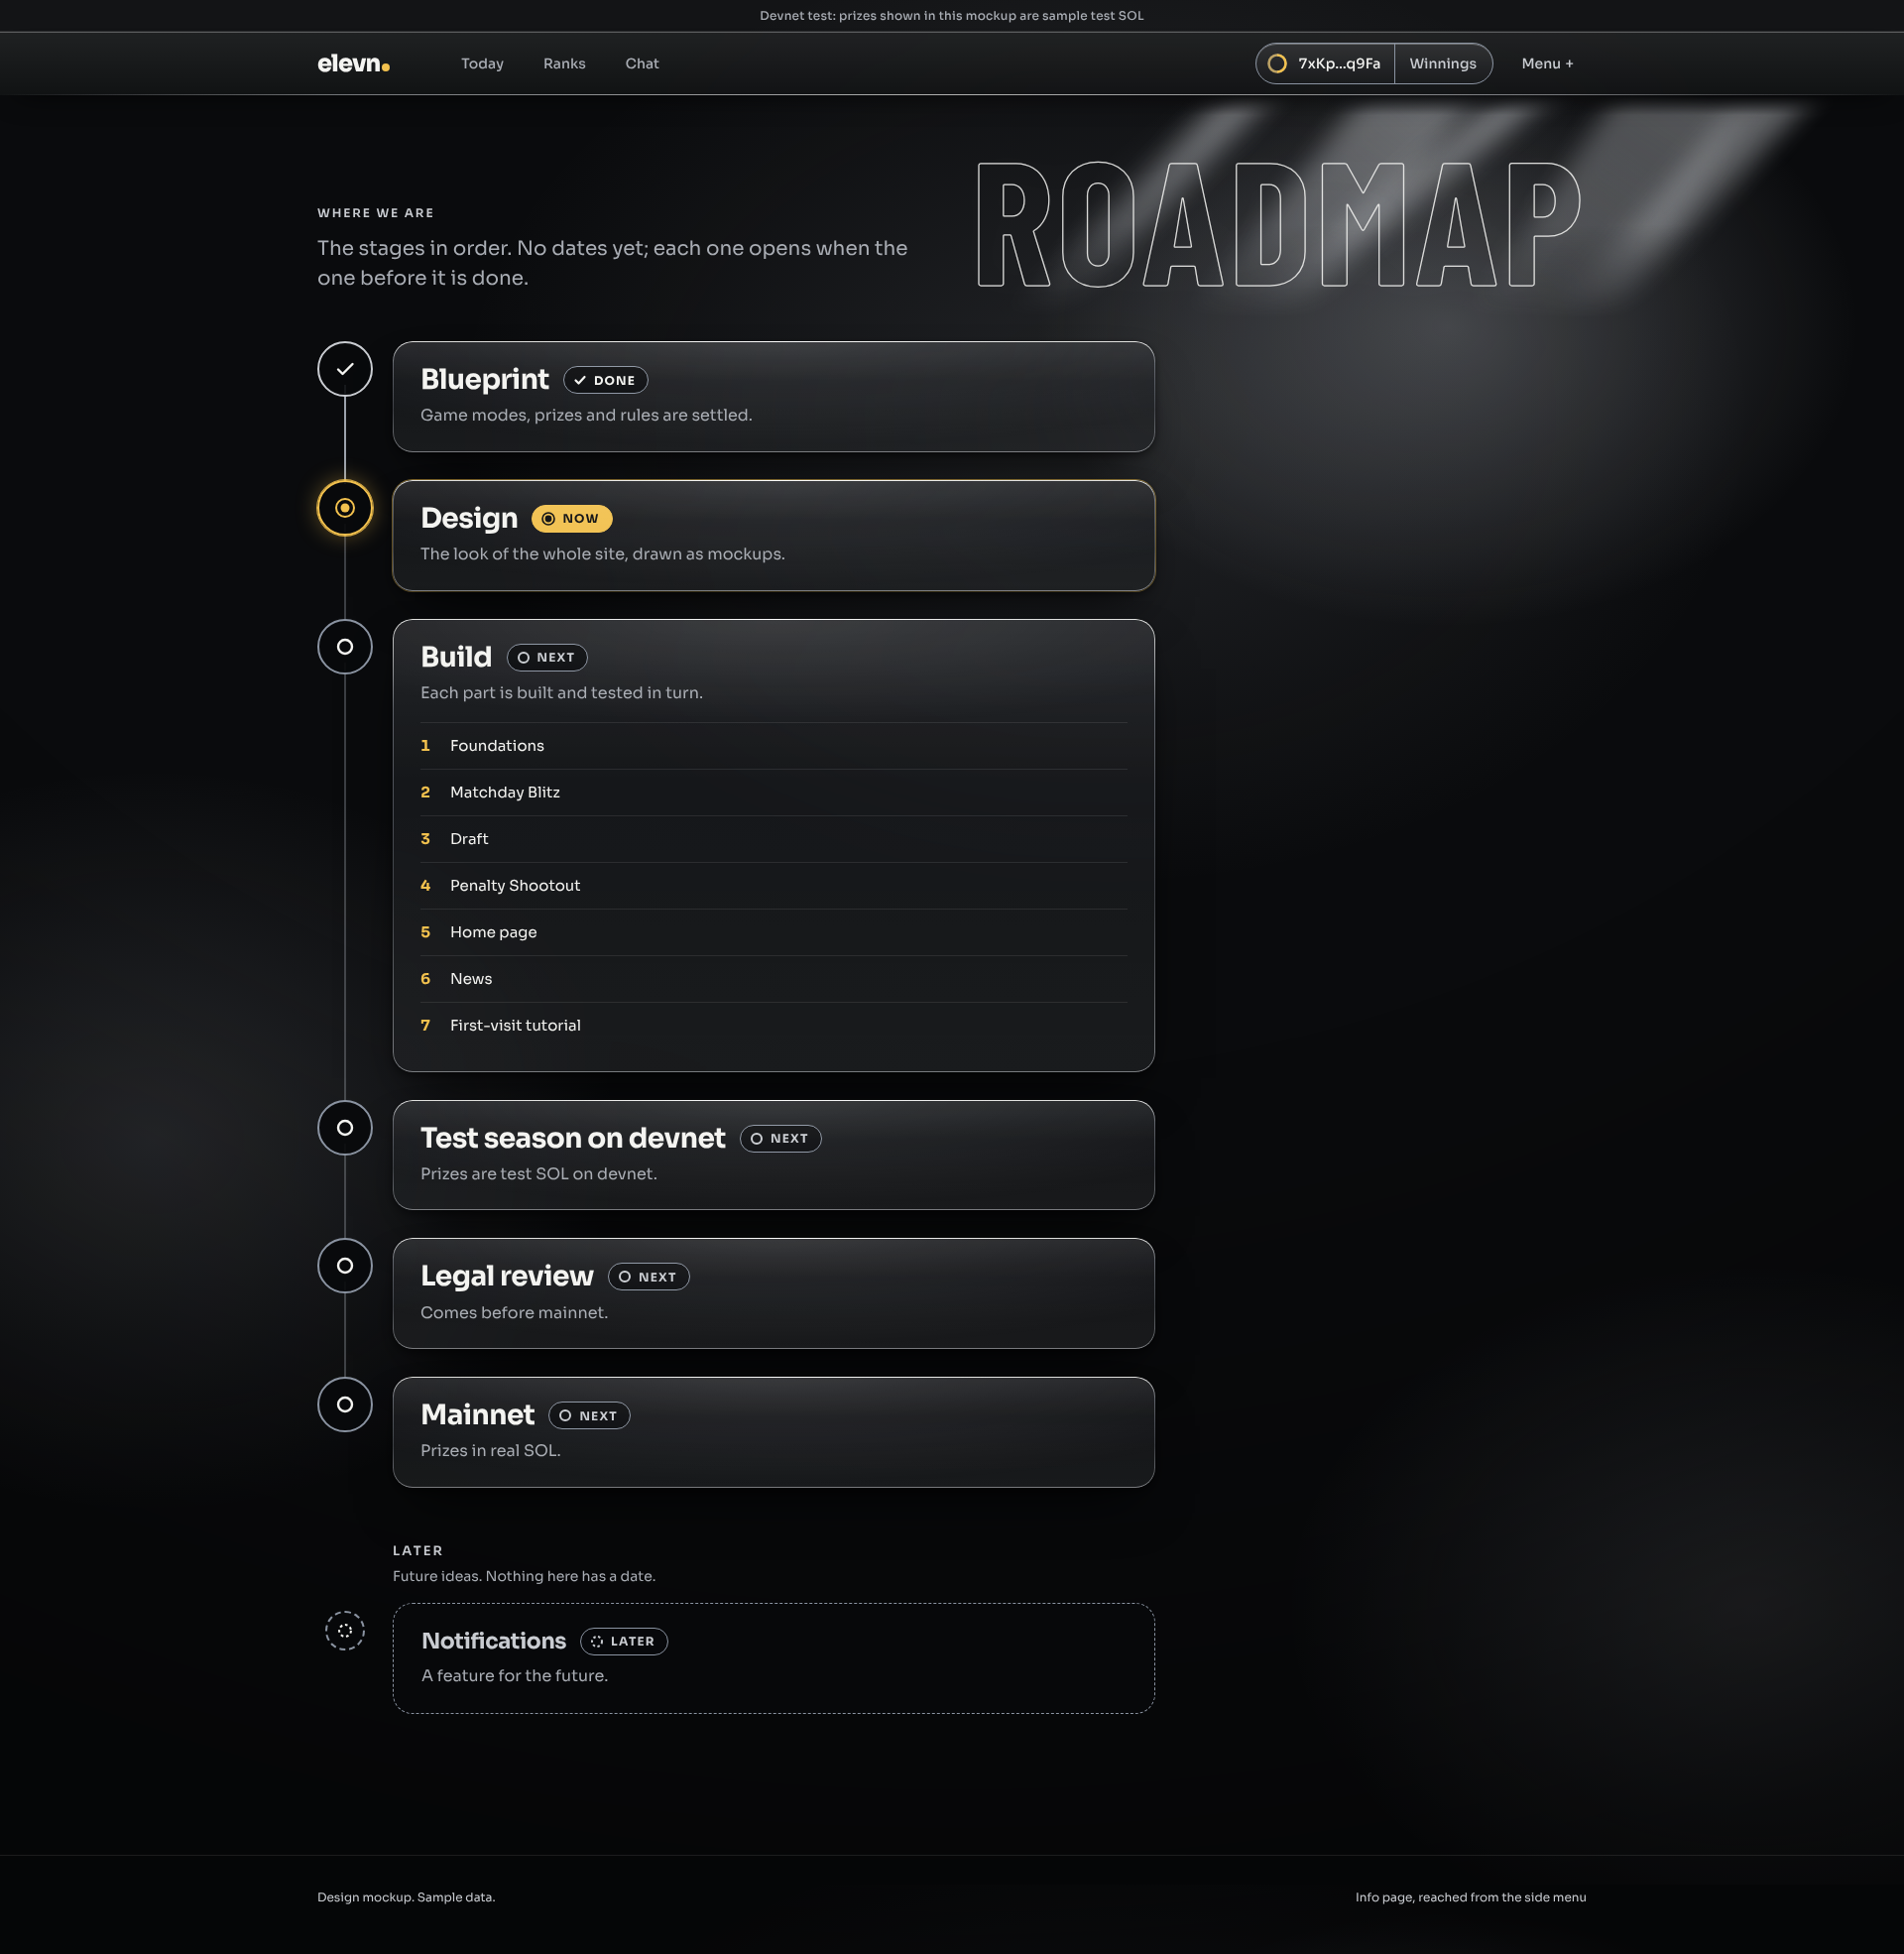 Devnet test: prizes shown in this mockup are sample test SOL
elevn.
Today
Ranks
Chat
7xKp...q9Fa
Winnings
Menu +
ROADMAP
WHERE WE ARE
The stages in order. No dates yet; each one opens when the
one before it is done.
Blueprint
DONE
Game modes, prizes and rules are settled.
Design
NOW
The look of the whole site, drawn as mockups.
Build
NEXT
Each part is built and tested in turn.
1 Foundations
2 Matchday Blitz
3 Draft
4 Penalty Shootout
5 Home page
6 News
7 First-visit tutorial
Test season on devnet
NEXT
Prizes are test SOL on devnet.
Legal review
NEXT
Comes before mainnet.
Mainnet
NEXT
Prizes in real SOL.
LATER
Future ideas. Nothing here has a date.
Notifications
LATER
A feature for the future.
Design mockup. Sample data.
Info page, reached from the side menu